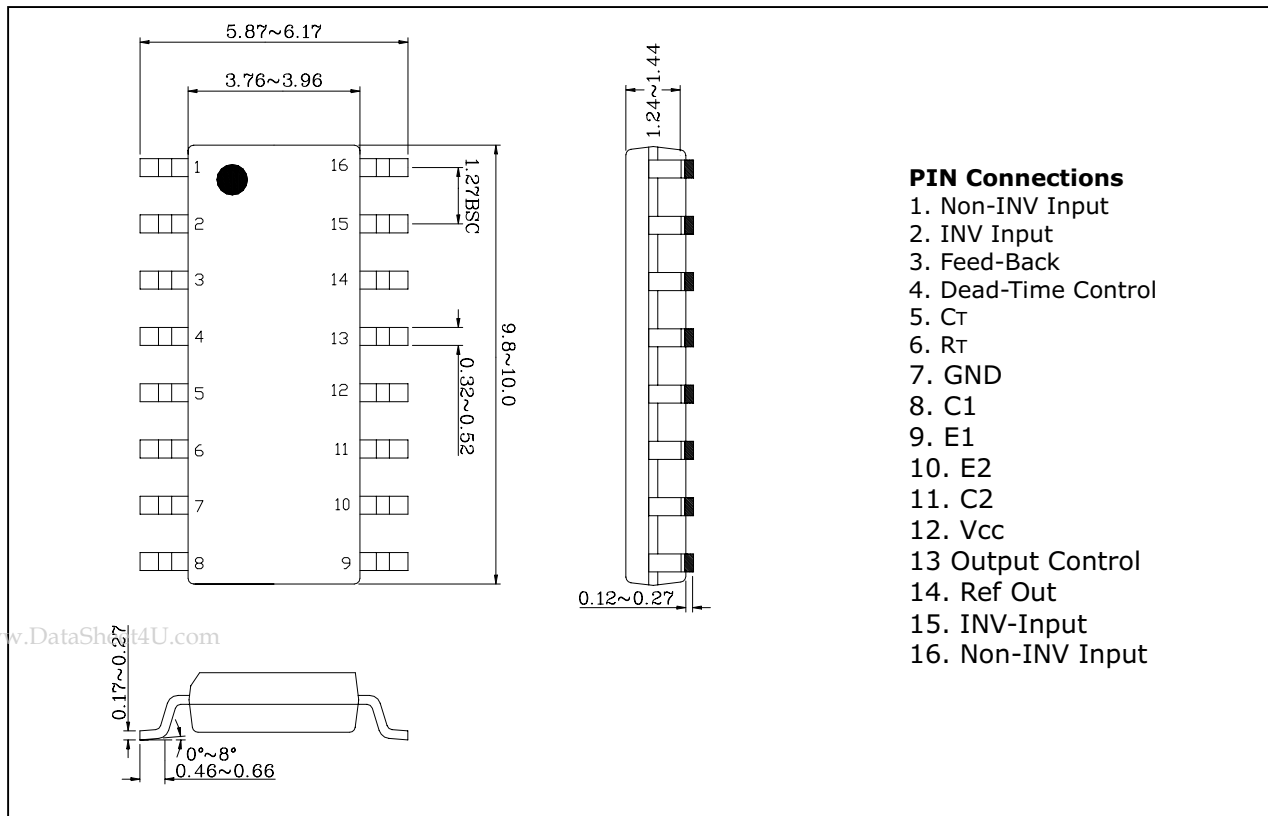 5.87~6.17
3.76~3.96
1.24~1.44
1
16
1.27BSC
2
15
3
14
4
13
0.32~0.52
9.8~10.0
5
12
6
11
7
10
8
9
0.12~0.27
w.DataSheet4U.com
0.17~0.27
0°~8°
0.46~0.66
PIN Connections
1. Non-INV Input
2. INV Input
3. Feed-Back
4. Dead-Time Control
5. CT
6. RT
7. GND
8. C1
9. E1
10. E2
11. C2
12. Vcc
13 Output Control
14. Ref Out
15. INV-Input
16. Non-INV Input